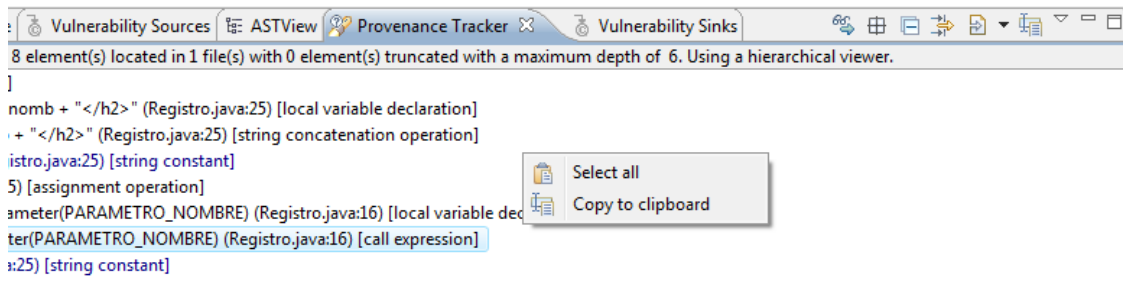 Vulnerability Sources ASTView Provenance Tracker Vulnerability Sinks
8 element(s) located in 1 file(s) with 0 element(s) truncated with a maximum depth of 6. Using a hierarchical viewer.
]
nomb + "</h2>" (Registro.java:25) [local variable declaration]
+ "</h2>" (Registro.java:25) [string concatenation operation]
istro.java:25) [string constant]
5) [assignment operation]
ameter(PARAMETRO_NOMBRE) (Registro.java:16) [local variable dec
ter(PARAMETRO_NOMBRE) (Registro.java:16) [call expression]
a:25) [string constant]
Select all
Copy to clipboard